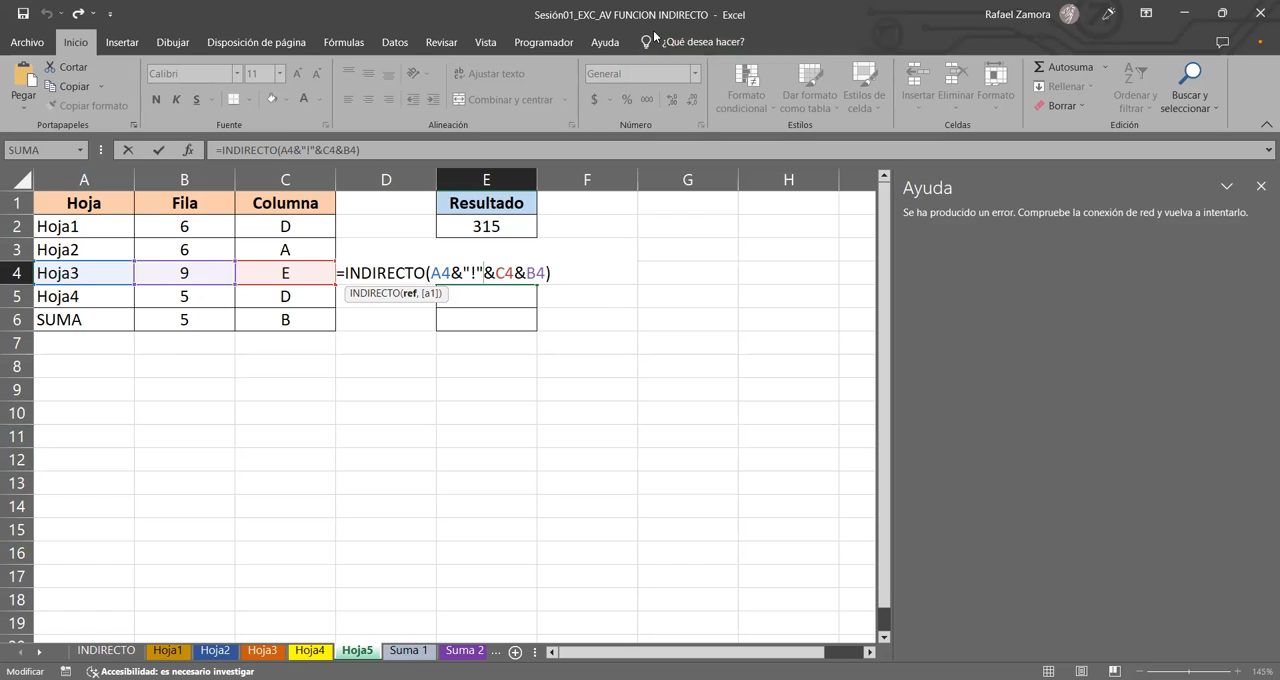 Sesión01_EXC_AV FUNCION INDIRECTO - Excel
Rafael Zamora
Archivo Inicio Insertar Dibujar Disposición de página Fórmulas Datos Revisar Vista Programador Ayuda ¿Qué desea hacer?
Pegar
Cortar
Copiar
Copiar formato
Portapapeles
Calibri 11
N K S A
Fuente
Ajustar texto
Combinar y centrar
Alineación
General
$ % 000
Número
Formato condicional
Dar formato como tabla
Estilos de celda
Estilos
Insertar Eliminar Formato
Celdas
Autosuma
Rellenar
Borrar
Ordenar y filtrar
Buscar y seleccionar
Edición
SUMA fx =INDIRECTO(A4&"!"&C4&B4)
A B C D E F G H
1 Hoja Fila Columna Resultado
2 Hoja1 6 D 315
3 Hoja2 6 A
4 Hoja3 9 E =INDIRECTO(A4&"!"&C4&B4)
INDIRECTO(ref, [a1])
5 Hoja4 5 D
6 SUMA 5 B
7
8
9
10
11
12
13
14
15
16
17
18
19
Ayuda
Se ha producido un error. Compruebe la conexión de red y vuelva a intentarlo.
INDIRECTO Hoja1 Hoja2 Hoja3 Hoja4 Hoja5 Suma 1 Suma 2 ...
Modificar Accesibilidad: es necesario investigar 145%